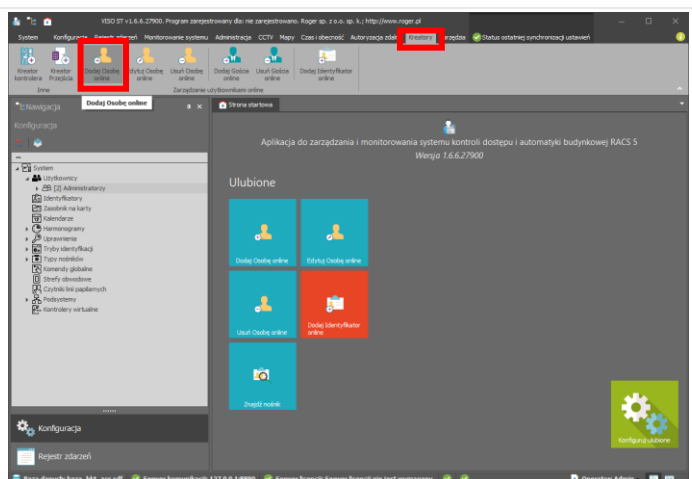 VISO ST v1.6.6.27900. Program zarejestrowany dla: nie zarejestrowano. Roger sp. z o.o. sp. k.; http://www.roger.pl
System Konfiguracja Rejestr zdarzeń Monitorowanie systemu Administracja CCTV Mapy Czas i obecność Autoryzacja Kreatory Status ostatniej synchronizacji ustawień
Kreator kontrolera
Kreator Przejścia
Dodaj Osobę online
Edytuj Osobę online
Usuń Osobę online
Dodaj Gościa online
Usuń Gościa online
Dodaj Identyfikator online
Inne
Zarządzanie użytkownikami online
Dodaj Osobę online
Nawigacja
Strona startowa
Konfiguracja
System
Użytkownicy
[2] Administratorzy
Identyfikatory
Zasobnik na karty
Kalendarze
Harmonogramy
Uprawnienia
Tryby identyfikacji
Typy nośników
Komendy globalne
Strefy obwodowe
Czytniki linii papilarnych
Podsystemy
Kontrolery wirtualne
Konfiguracja
Rejestr zdarzeń
Aplikacja do zarządzania i monitorowania systemu kontroli dostępu i automatyki budynkowej RACS 5
Wersja 1.6.6.27900
Ulubione
Dodaj Osobę online
Edytuj Osobę online
Usuń Osobę online
Dodaj Identyfikator online
Znajdź nośnik
Konfiguruj ulubione